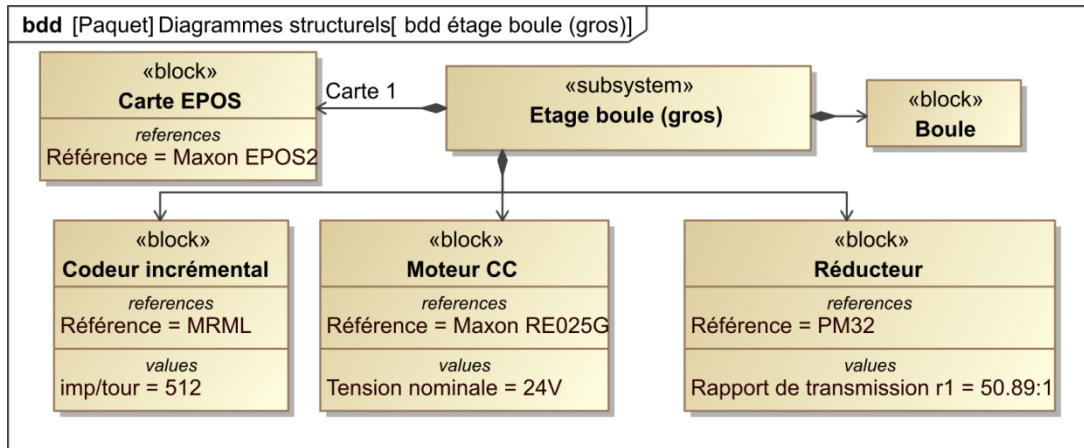 bdd [Paquet] Diagrammes structurels[ bdd étage boule (gros)]
«block»
Carte EPOS
references
Référence = Maxon EPOS2
Carte 1
«subsystem»
Etage boule (gros)
«block»
Boule
«block»
Codeur incrémental
references
Référence = MRML
values
imp/tour = 512
«block»
Moteur CC
references
Référence = Maxon RE025G
values
Tension nominale = 24V
«block»
Réducteur
references
Référence = PM32
values
Rapport de transmission r1 = 50.89:1